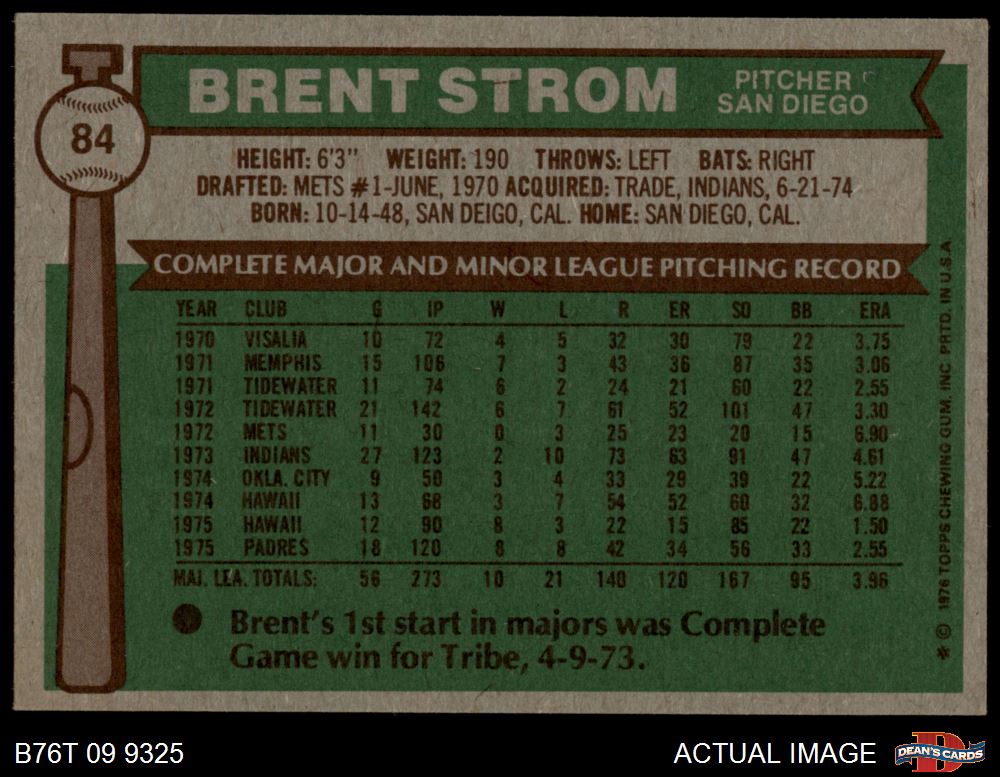 84
BRENT STROM
PITCHER
SAN DIEGO
HEIGHT: 6'3" WEIGHT: 190 THROWS: LEFT BATS: RIGHT
DRAFTED: METS #1-JUNE, 1970 ACQUIRED: TRADE, INDIANS, 6-21-74
BORN: 10-14-48, SAN DEIGO, CAL. HOME: SAN DIEGO, CAL.
COMPLETE MAJOR AND MINOR LEAGUE PITCHING RECORD
YEAR CLUB G IP W L R ER SO BB ERA
1970 VISALIA 10 72 4 5 32 30 79 22 3.75
1971 MEMPHIS 15 106 7 3 43 36 87 35 3.06
1971 TIDEWATER 11 74 6 2 24 21 60 22 2.55
1972 TIDEWATER 21 142 6 7 61 52 101 47 3.30
1972 METS 11 30 0 3 25 23 20 15 6.90
1973 INDIANS 27 123 2 10 73 63 91 47 4.61
1974 OKLA. CITY 9 50 3 4 33 29 39 22 5.22
1974 HAWAII 13 68 3 7 54 52 60 32 6.88
1975 HAWAII 12 90 8 3 22 15 85 22 1.50
1975 PADRES 18 120 8 8 42 34 56 33 2.55
MAJ. LEA. TOTALS: 56 273 10 21 140 120 167 95 3.96
Brent's 1st start in majors was Complete
Game win for Tribe, 4-9-73.
* © 1976 TOPPS CHEWING GUM. INC PRTD. IN U.S.A.
B76T 09 9325
ACTUAL IMAGE
D
DEAN'S CARDS